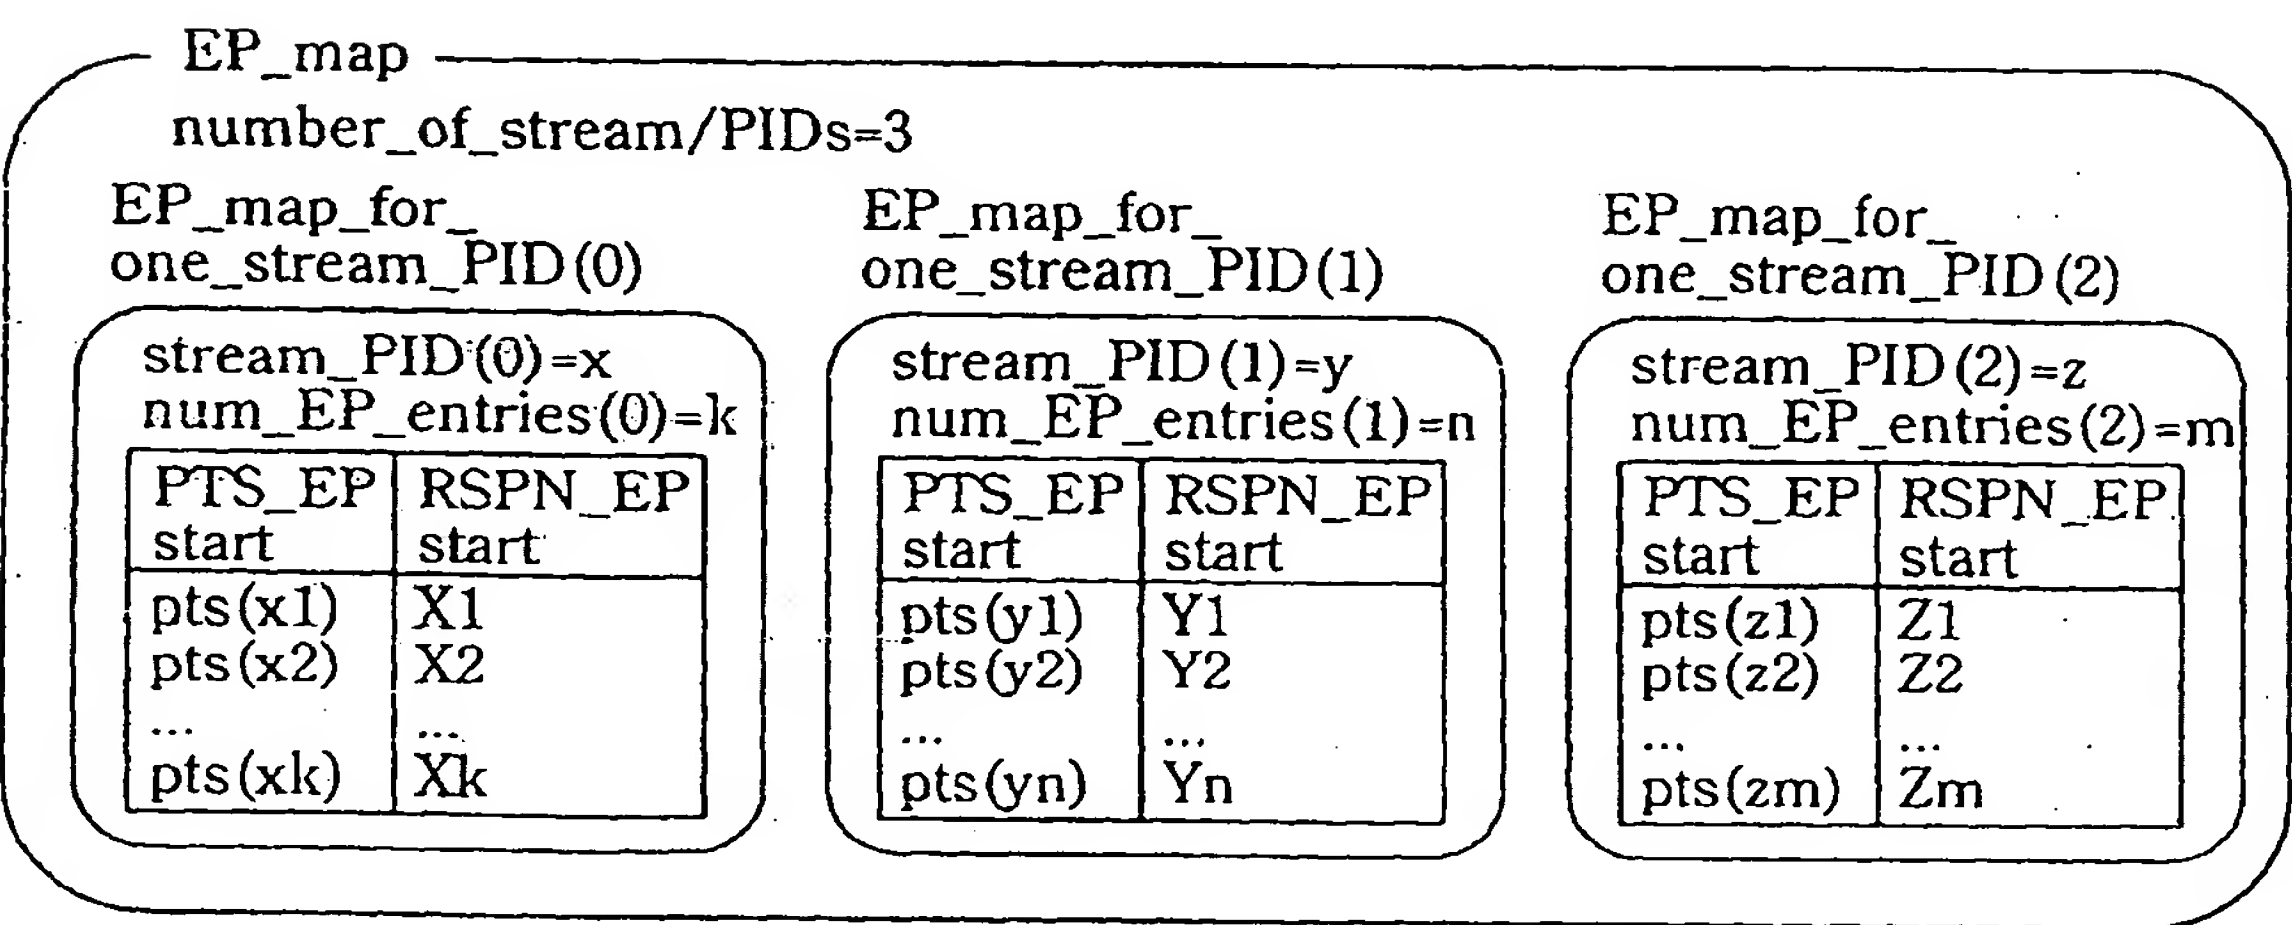 EP_map
number_of_stream/PIDs=3
EP_map_for_
one_stream_PID(0)
stream_PID(0)=x
num_EP_entries(0)=k
PTS_EP start RSPN_EP start
pts(x1) X1
pts(x2) X2
... ...
pts(xk) Xk
EP_map_for_
one_stream_PID(1)
stream_PID(1)=y
num_EP_entries(1)=n
PTS_EP start RSPN_EP start
pts(y1) Y1
pts(y2) Y2
... ...
pts(yn) Yn
EP_map_for_
one_stream_PID(2)
stream_PID(2)=z
num_EP_entries(2)=m
PTS_EP start RSPN_EP start
pts(z1) Z1
pts(z2) Z2
... ...
pts(zm) Zm